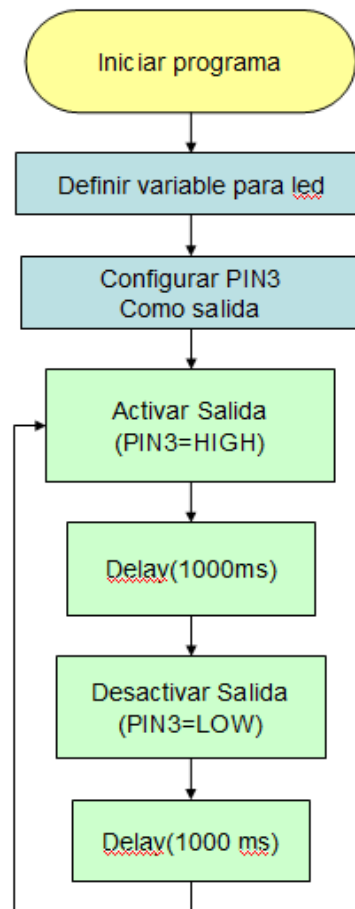 Iniciar programa
Definir variable para led
Configurar PIN3
Como salida
Activar Salida
(PIN3=HIGH)
Delay(1000ms)
Desactivar Salida
(PIN3=LOW)
Delay(1000 ms)